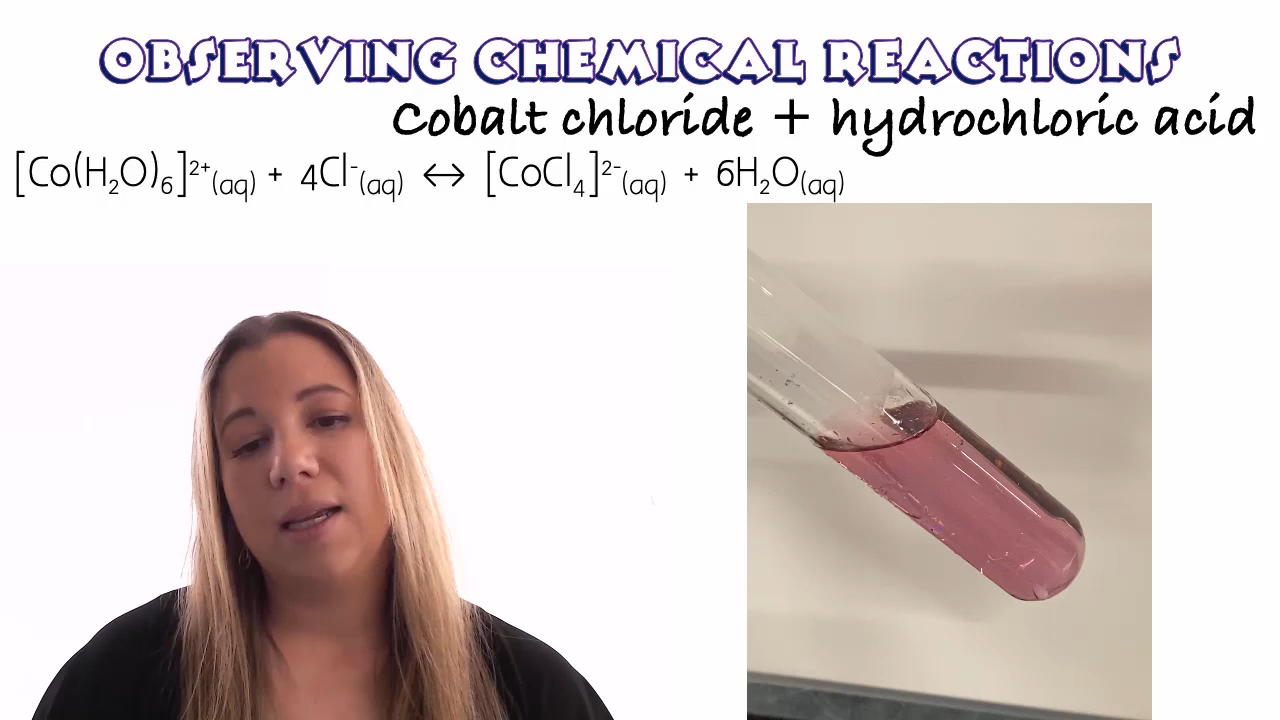 OBSERVING CHEMICAL REACTIONS
Cobalt chloride + hydrochloric acid
[Co(H₂O)₆]²⁺(aq) + 4Cl⁻(aq) ↔ [CoCl₄]²⁻(aq) + 6H₂O(aq)